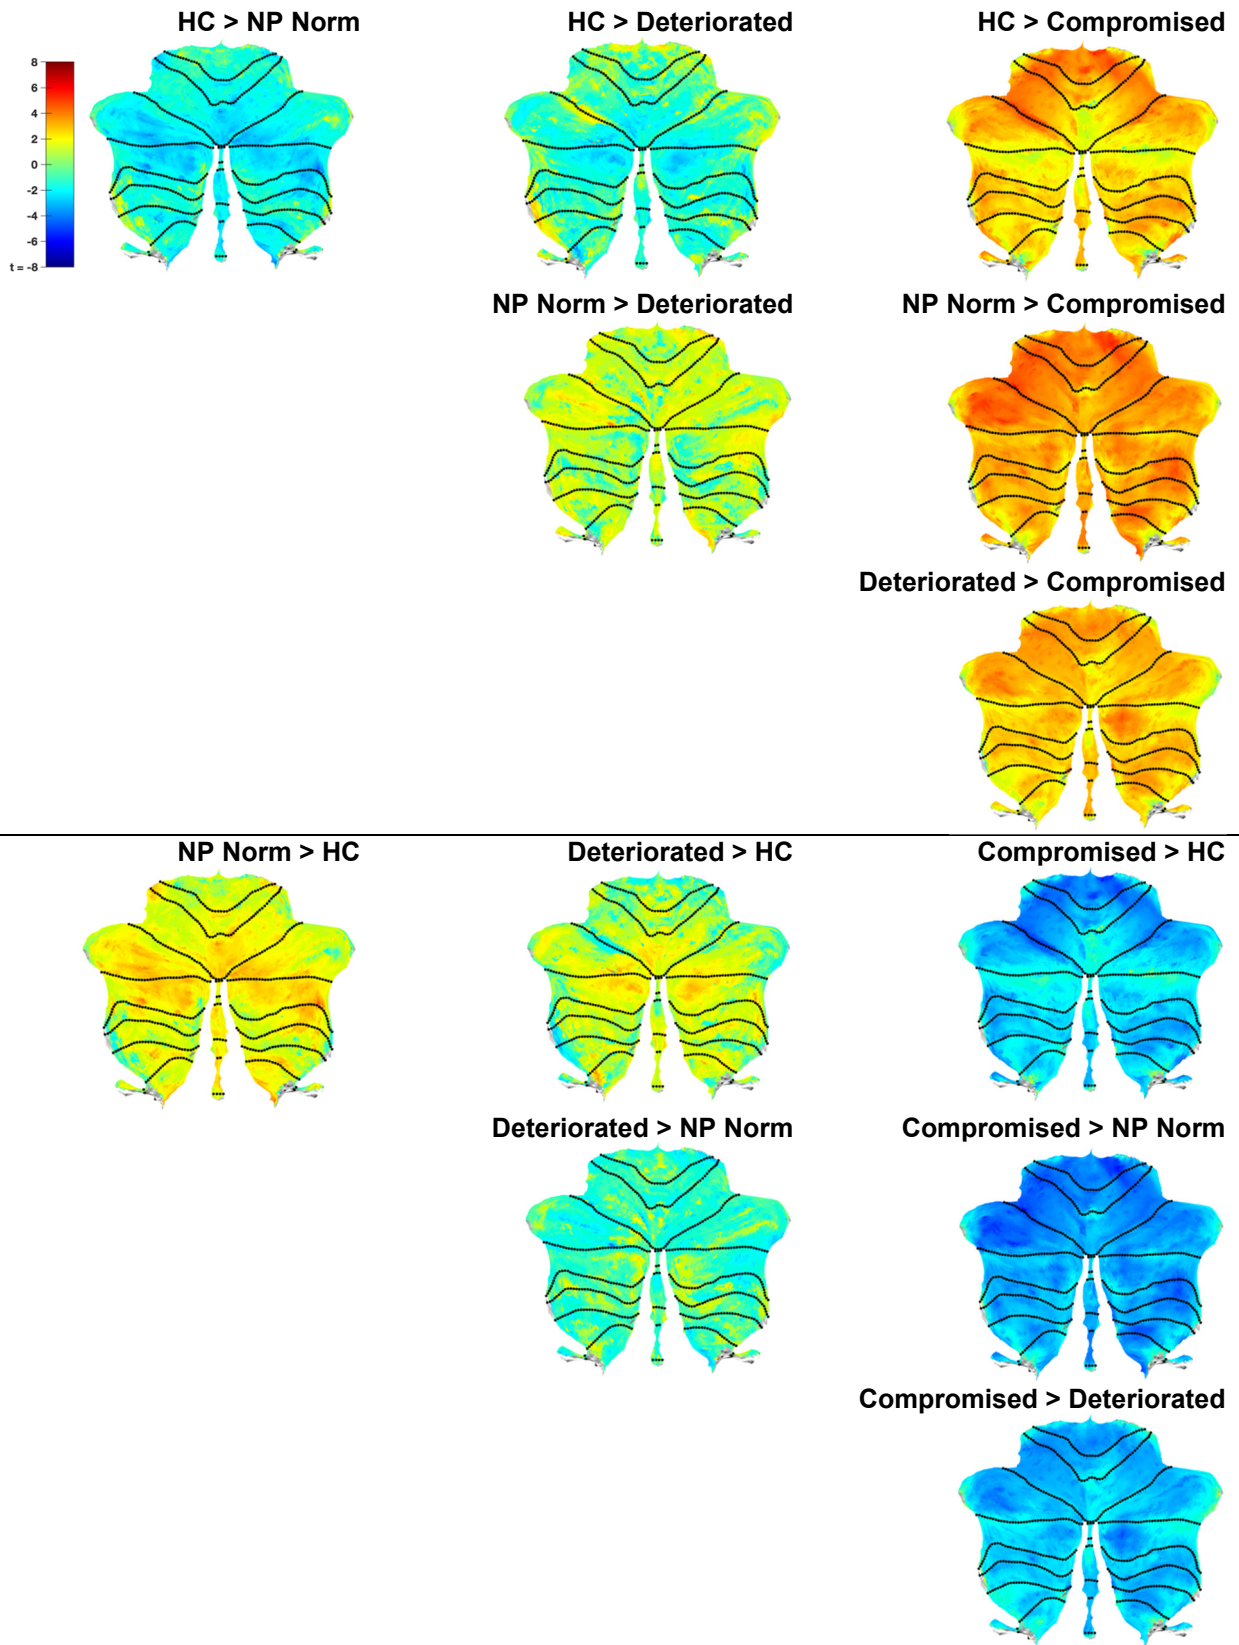 HC > NP Norm
HC > Deteriorated
HC > Compromised
8
6
4
2
0
-2
-4
-6
t = -8
NP Norm > Deteriorated
NP Norm > Compromised
Deteriorated > Compromised
NP Norm > HC
Deteriorated > HC
Compromised > HC
Deteriorated > NP Norm
Compromised > NP Norm
Compromised > Deteriorated